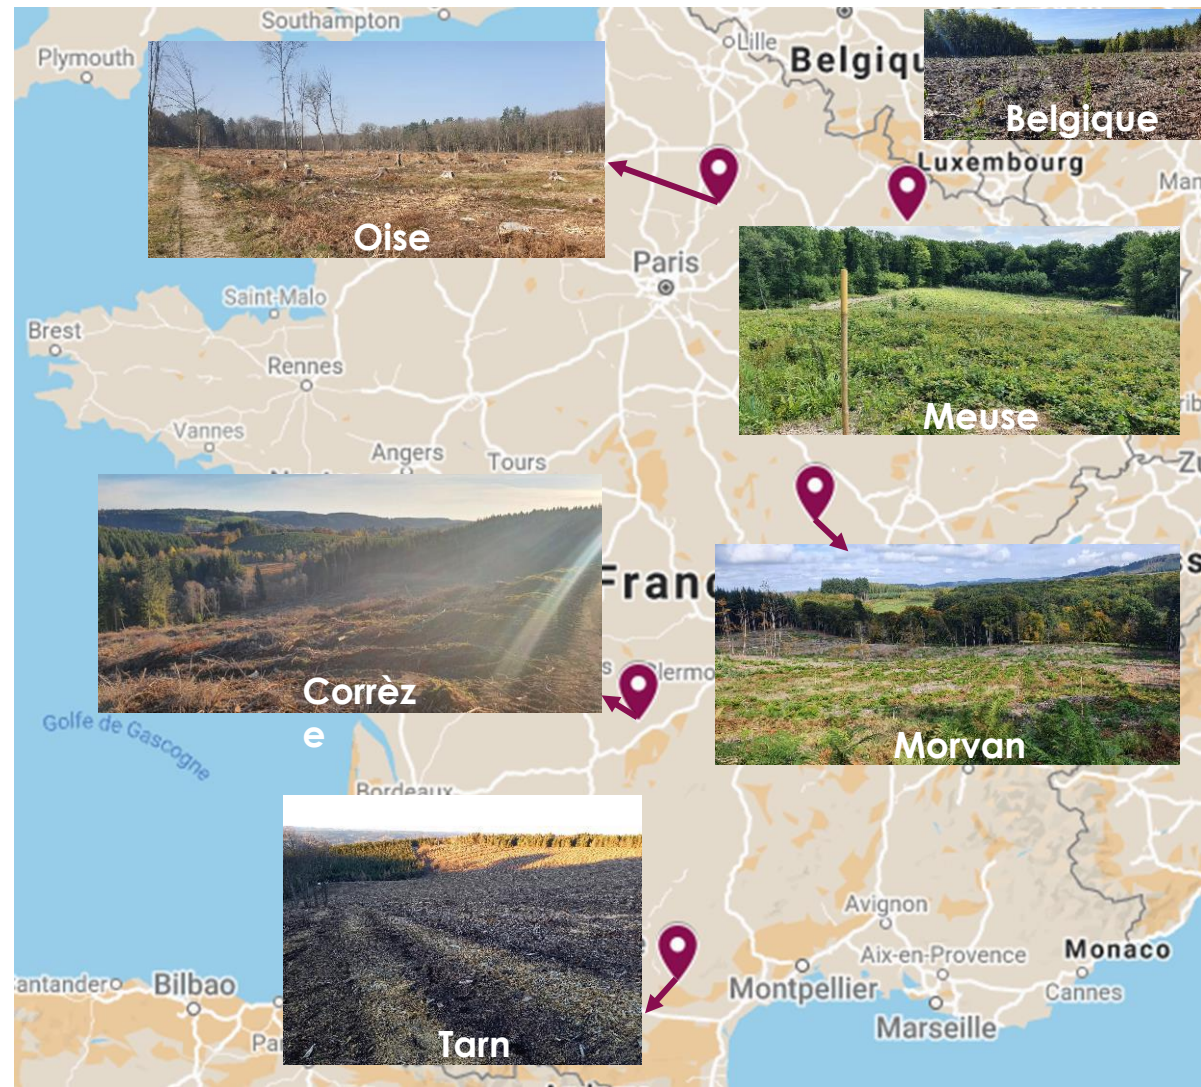 Southampton
Plymouth
Lille
Belgiqu
Belgique
Luxembourg
Man
Oise
Paris
Saint-Malo
Brest
Rennes
Meuse
Vannes
Angers
Tours
Zu
Franc
Clermo
Corrèz
e
Morvan
Golfe de Gascogne
Bordeaux
Avignon
Aix-en-Provence
Monaco
antander
Bilbao
Montpellier
Cannes
Marseille
Pa
Tarn